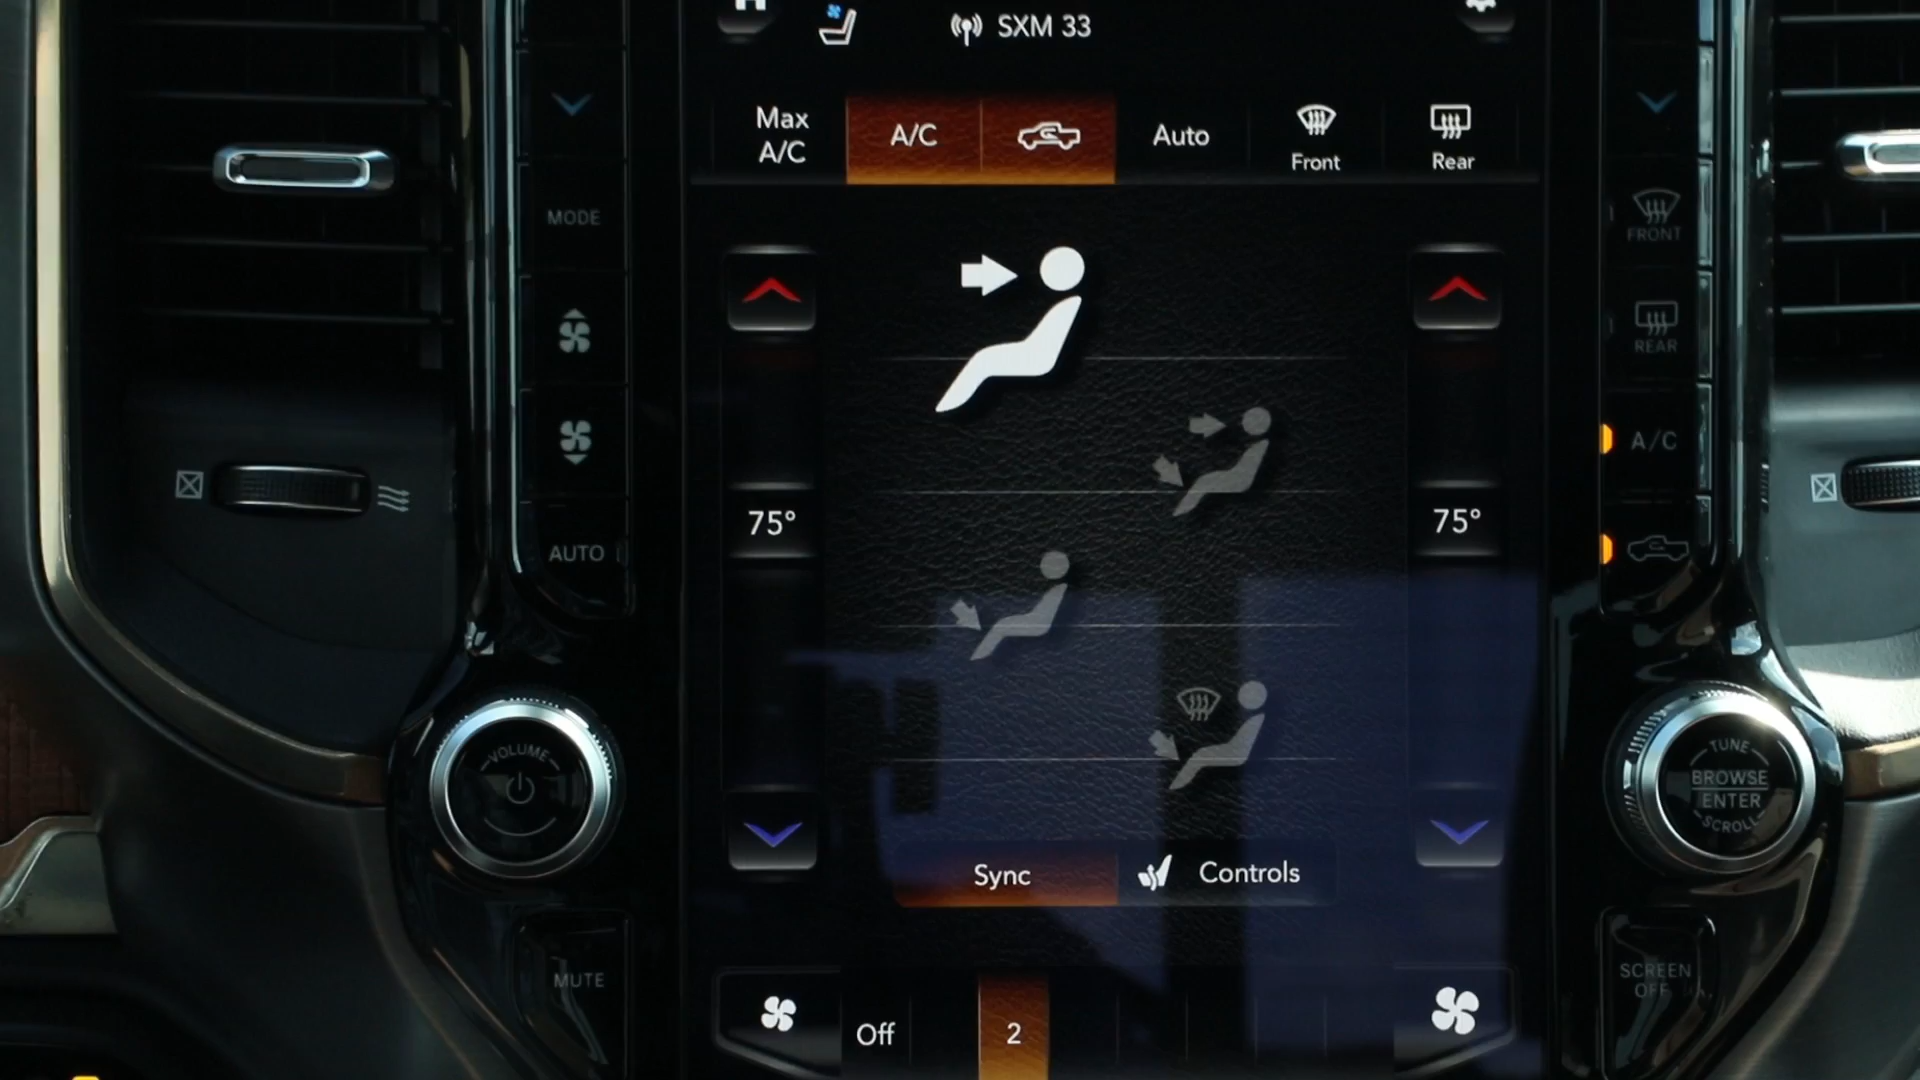 SXM 33
Max
A/C
A/C
Auto
Front
Rear
MODE
AUTO
FRONT
REAR
A/C
75°
75°
VOLUME
TUNE
BROWSE
ENTER
SCROLL
Sync
Controls
MUTE
SCREEN
OFF
Off
2